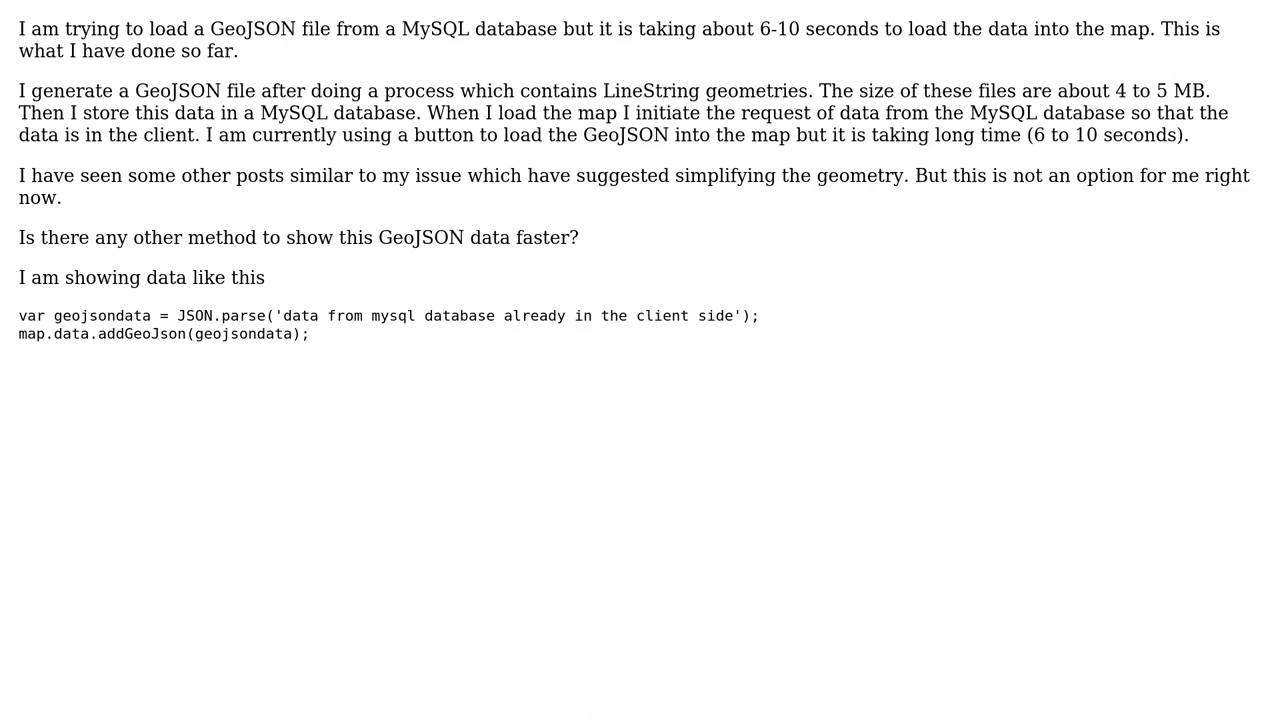 I am trying to load a GeoJSON file from a MySQL database but it is taking about 6-10 seconds to load the data into the map. This is
what I have done so far.
I generate a GeoJSON file after doing a process which contains LineString geometries. The size of these files are about 4 to 5 MB.
Then I store this data in a MySQL database. When I load the map I initiate the request of data from the MySQL database so that the
data is in the client. I am currently using a button to load the GeoJSON into the map but it is taking long time (6 to 10 seconds).
I have seen some other posts similar to my issue which have suggested simplifying the geometry. But this is not an option for me right
now.
Is there any other method to show this GeoJSON data faster?
I am showing data like this
var geojsondata = JSON.parse('data from mysql database already in the client side');
map.data.addGeoJson(geojsondata);